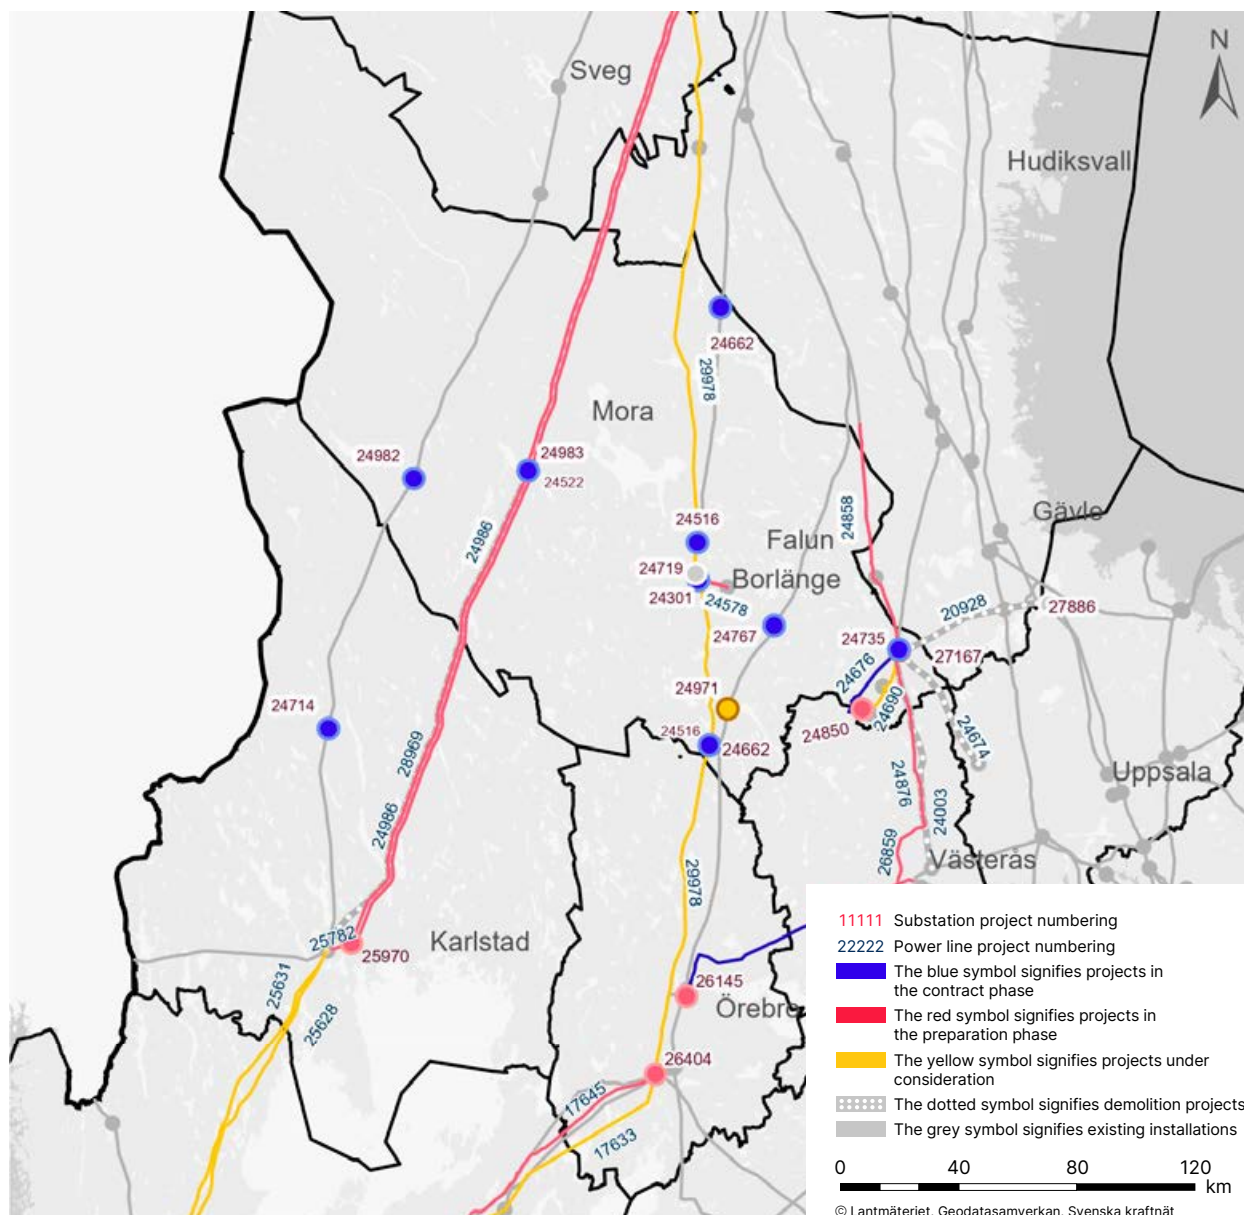 N
Sveg
Hudiksvall
24662
29978
Mora
24982
24983
24522
24516
24858
Gävle
Falun
24986
24719
Borlänge
24301
24578
20928
27886
24767
24735
27167
24676
24971
24690
24714
24850
24674
24516
24662
28969
Uppsala
24876
24003
24986
26859
Västerås
29978
25782
Karlstad
25970
25631
26145
25628
Örebro
26404
17645
17633
11111 Substation project numbering
22222 Power line project numbering
The blue symbol signifies projects in
the contract phase
The red symbol signifies projects in
the preparation phase
The yellow symbol signifies projects under
consideration
The dotted symbol signifies demolition projects
The grey symbol signifies existing installations
0 40 80 120
km
© Lantmäteriet, Geodatasamverkan, Svenska kraftnät